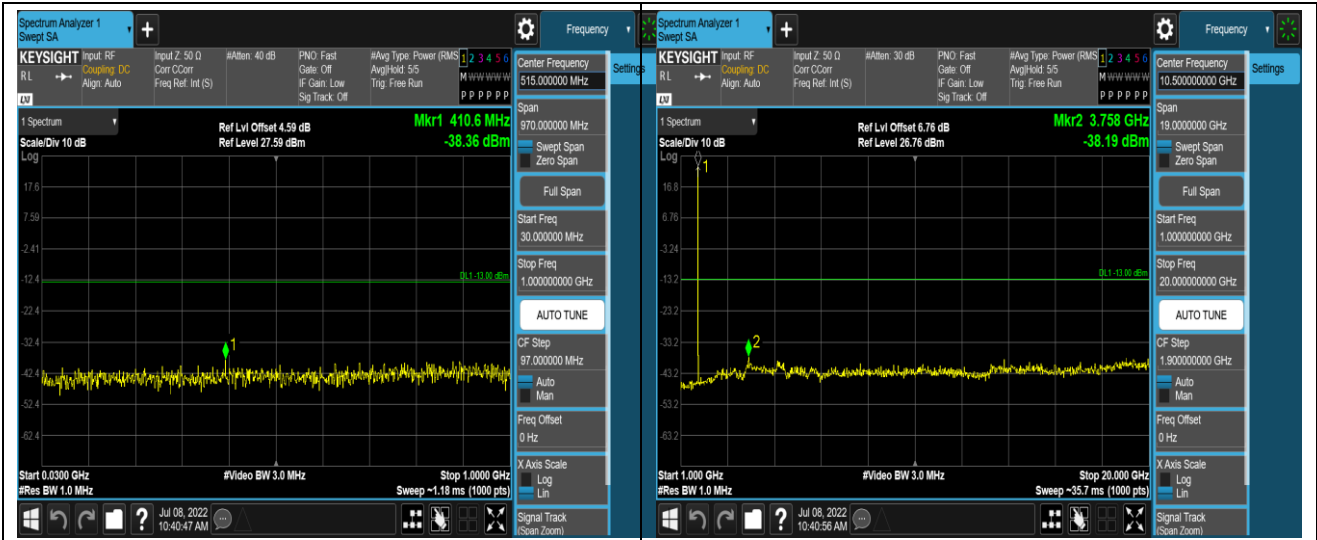 Spectrum Analyzer 1
Swept SA
Frequency
KEYSIGHT
Input: RF
Input Z: 50 Ω
#Atten: 40 dB
PNO: Fast
#Avg Type: Power (RMS
1 2 3 4 5 6
RL
Coupling: DC
Corr CCorr
Gate: Off
Avg|Hold: 5/5
M W W W W W
Align: Auto
Freq Ref: Int (S)
IF Gain: Low
Trig: Free Run
Sig Track: Off
P P P P P P
LXI
1 Spectrum
Ref Lvl Offset 4.59 dB
Mkr1 410.6 MHz
Scale/Div 10 dB
Ref Level 27.59 dBm
-38.36 dBm
Log
17.6
7.59
-2.41
-12.4
DL1 -13.00 dBm
-22.4
-32.4
1
-42.4
-52.4
-62.4
Start 0.0300 GHz
#Video BW 3.0 MHz
Stop 1.0000 GHz
#Res BW 1.0 MHz
Sweep ~1.18 ms (1000 pts)
Jul 08, 2022
10:40:47 AM
Center Frequency
515.000000 MHz
Settings
Span
970.000000 MHz
Swept Span
Zero Span
Full Span
Start Freq
30.000000 MHz
Stop Freq
1.000000000 GHz
AUTO TUNE
CF Step
97.000000 MHz
Auto
Man
Freq Offset
0 Hz
X Axis Scale
Log
Lin
Signal Track
(Span Zoom)
Spectrum Analyzer 1
Swept SA
Frequency
KEYSIGHT
Input: RF
Input Z: 50 Ω
#Atten: 30 dB
PNO: Fast
#Avg Type: Power (RMS
1 2 3 4 5 6
RL
Coupling: DC
Corr CCorr
Gate: Off
Avg|Hold: 5/5
M W W W W W
Align: Auto
Freq Ref: Int (S)
IF Gain: Low
Trig: Free Run
Sig Track: Off
P P P P P P
LXI
1 Spectrum
Ref Lvl Offset 6.76 dB
Mkr2 3.758 GHz
Scale/Div 10 dB
Ref Level 26.76 dBm
-38.19 dBm
Log
1
16.8
6.76
-3.24
-13.2
DL1 -13.00 dBm
-23.2
-33.2
2
-43.2
-53.2
-63.2
Start 1.000 GHz
#Video BW 3.0 MHz
Stop 20.000 GHz
#Res BW 1.0 MHz
Sweep ~35.7 ms (1000 pts)
Jul 08, 2022
10:40:56 AM
Center Frequency
10.500000000 GHz
Settings
Span
19.0000000 GHz
Swept Span
Zero Span
Full Span
Start Freq
1.000000000 GHz
Stop Freq
20.000000000 GHz
AUTO TUNE
CF Step
1.900000000 GHz
Auto
Man
Freq Offset
0 Hz
X Axis Scale
Log
Lin
Signal Track
(Span Zoom)